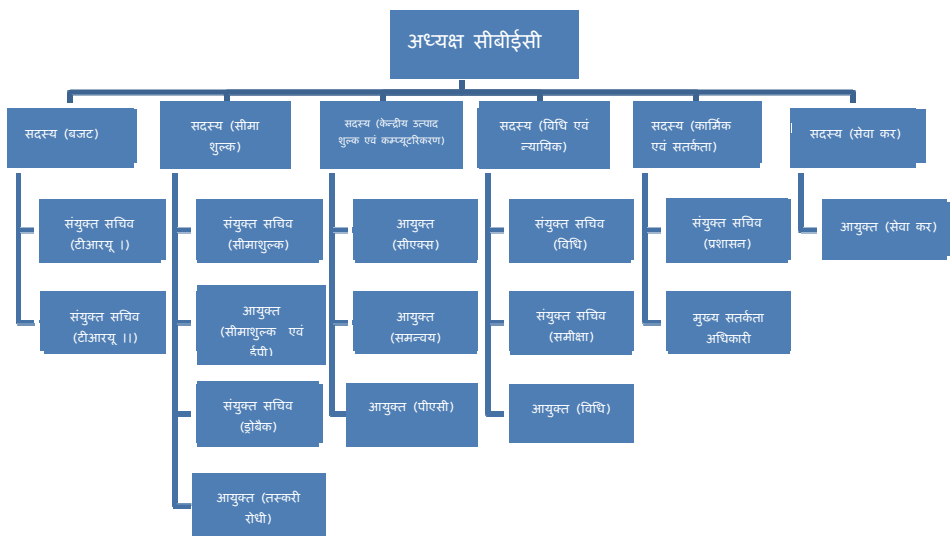 अध्यक्ष सीबीईसी
सदस्य (बजट)
सदस्य (सीमा
शुल्क)
सदस्य (केन्द्रीय उत्पाद
शुल्क एवं कम्प्यूटरिकरण)
सदस्य (विधि एवं
न्यायिक)
सदस्य (कार्मिक
एवं सतर्कता)
सदस्य (सेवा कर)
संयुक्त सचिव
(टीआरयू ।)
संयुक्त सचिव
(टीआरयू ।।)
संयुक्त सचिव
(सीमाशुल्क)
आयुक्त
(सीमाशुल्क एवं
ईपी)
संयुक्त सचिव
(ड्रोबैक)
आयुक्त (तस्करी
रोधी)
आयुक्त
(सीएक्स)
आयुक्त
(समन्वय)
आयुक्त (पीएसी)
संयुक्त सचिव
(विधि)
संयुक्त सचिव
(समीक्षा)
आयुक्त (विधि)
संयुक्त सचिव
(प्रशासन)
मुख्य सतर्कता
अधिकारी
आयुक्त (सेवा कर)